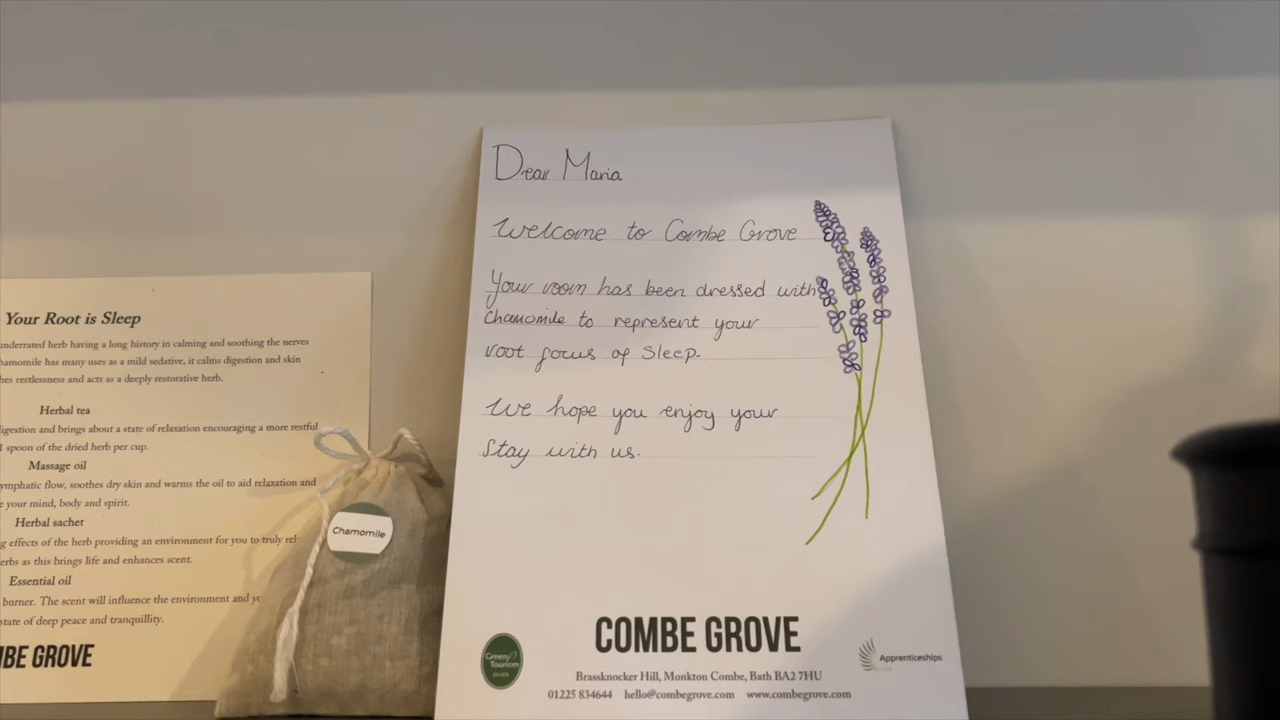 Your Root is Sleep
underrated herb having a long history in calming and soothing the nerves
hamomile has many uses as a mild sedative, it calms digestion and skin
restlessness and acts as a deeply restorative herb.
Herbal tea
digestion and brings about a state of relaxation encouraging a more restful
1 spoon of the dried herb per cup.
Massage oil
ymphatic flow, soothes dry skin and warms the oil to aid relaxation and
your mind, body and spirit.
Herbal sachet
effects of the herb providing an environment for you to truly rel-
erbs as this brings life and enhances scent.
Essential oil
burner. The scent will influence the environment and
state of deep peace and tranquillity.
BE GROVE
Chamomile
Dear Maria
Welcome to Combe Grove
Your room has been dressed with
Chamomile to represent your
root focus of Sleep.
We hope you enjoy your
Stay with us.
COMBE GROVE
Green Tourism
SILVER
Apprenticeships
Brassknocker Hill, Monkton Combe, Bath BA2 7HU
01225 834644 hello@combegrove.com www.combegrove.com